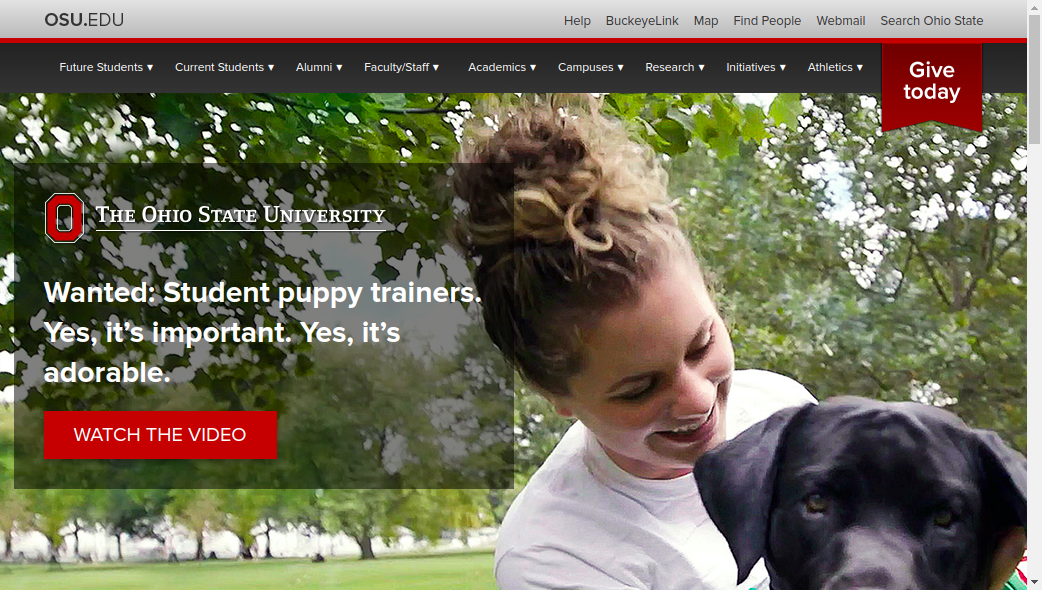 OSU.EDU
Help BuckeyeLink Map Find People Webmail Search Ohio State
Future Students ▾ Current Students ▾ Alumni ▾ Faculty/Staff ▾ Academics ▾ Campuses ▾ Research ▾ Initiatives ▾ Athletics ▾
Give
today
The Ohio State University
Wanted: Student puppy trainers.
Yes, it’s important. Yes, it’s
adorable.
WATCH THE VIDEO